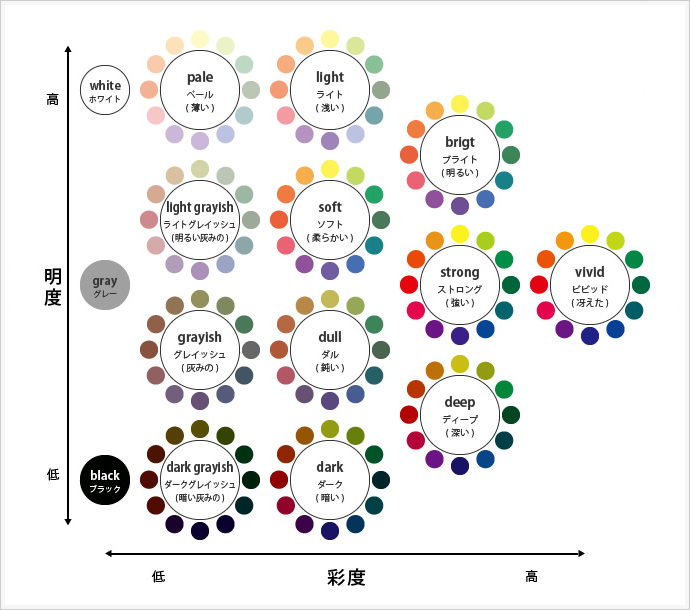 高
white
ホワイト
pale
ペール
( 薄い )
light
ライト
( 浅い )
brigt
ブライト
( 明るい )
light grayish
ライトグレイッシュ
( 明るい灰みの )
soft
ソフト
( 柔らかい )
明度
gray
グレー
strong
ストロング
( 強い )
vivid
ビビッド
( 冴えた )
grayish
グレイッシュ
( 灰みの )
dull
ダル
( 鈍い )
deep
ディープ
( 深い )
低
black
ブラック
dark grayish
ダークグレイッシュ
( 暗い灰みの )
dark
ダーク
( 暗い )
低
彩度
高